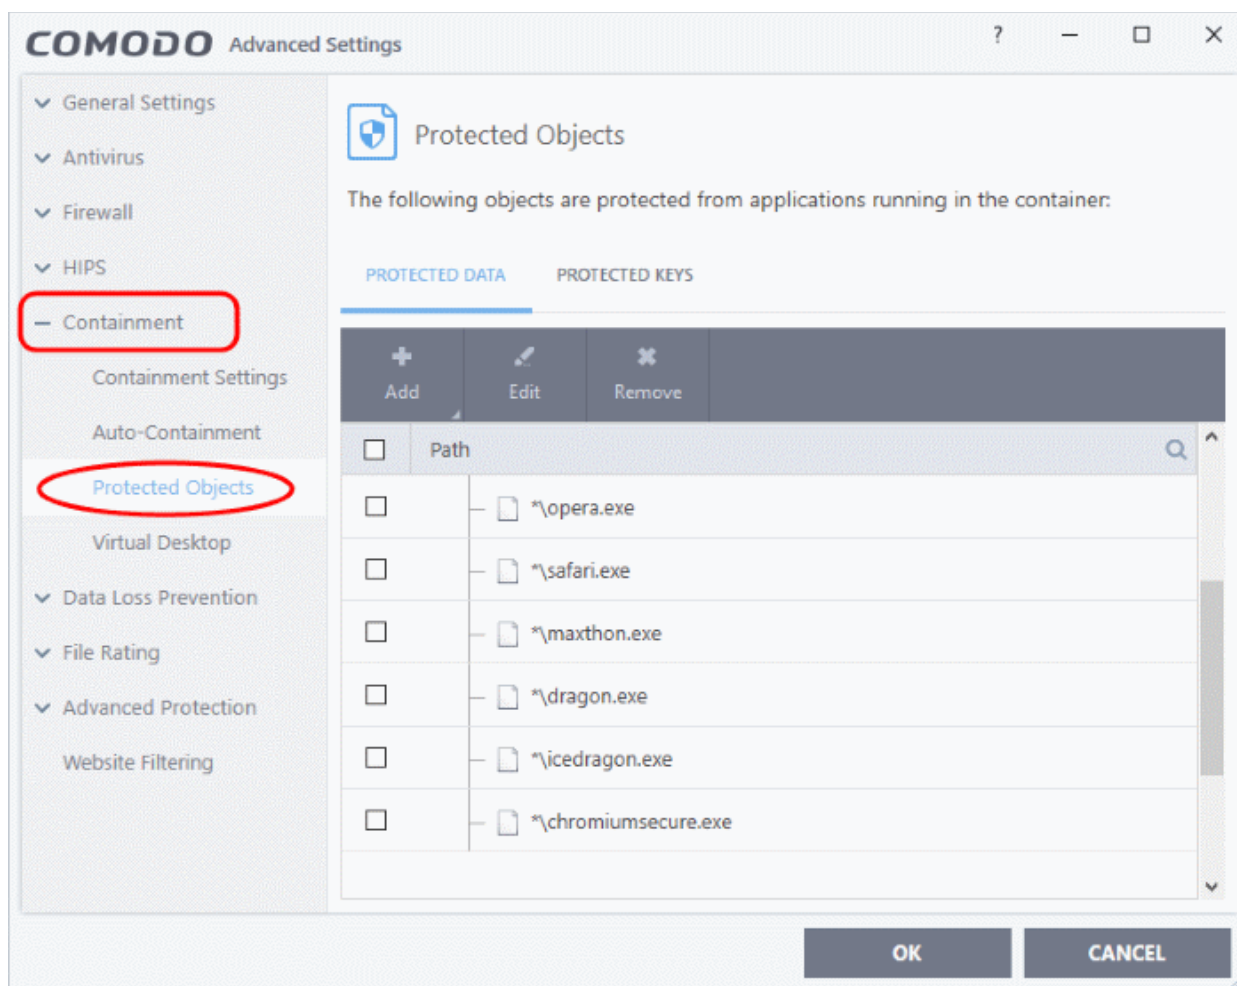 COMODO Advanced Settings ?
General Settings
Antivirus
Firewall
HIPS
Containment
Containment Settings
Auto-Containment
Protected Objects
Virtual Desktop
Data Loss Prevention
File Rating
Advanced Protection
Website Filtering
Protected Objects
The following objects are protected from applications running in the container:
PROTECTED DATA PROTECTED KEYS
Add Edit Remove
Path
*\opera.exe
*\safari.exe
*\maxthon.exe
*\dragon.exe
*\icedragon.exe
*\chromiumsecure.exe
OK CANCEL